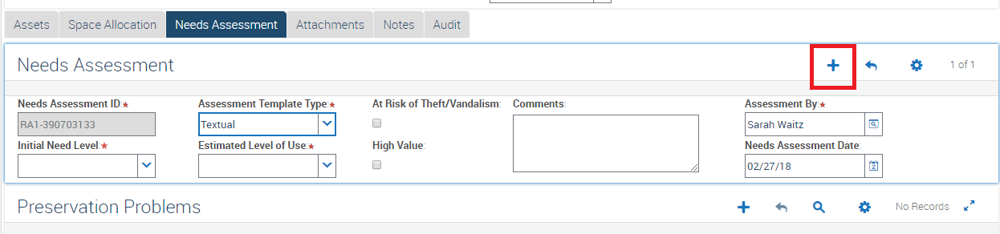 Assets Space Allocation Needs Assessment Attachments Notes Audit
Needs Assessment 1 of 1
Needs Assessment ID:★ Assessment Template Type:★ At Risk of Theft/Vandalism: Comments: Assessment By:★
RA1-390703133 Textual Sarah Waitz
Initial Need Level:★ Estimated Level of Use:★ High Value: Needs Assessment Date:
02/27/18 2
Preservation Problems No Records